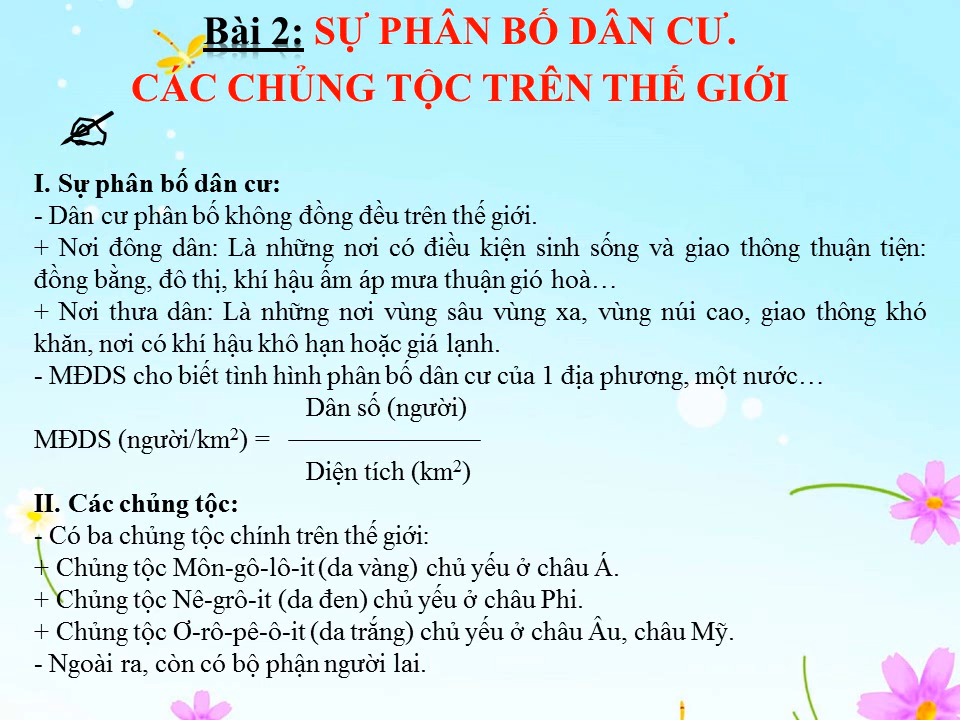 Bài 2: SỰ PHÂN BỐ DÂN CƯ.
CÁC CHỦNG TỘC TRÊN THẾ GIỚI
I. Sự phân bố dân cư:
- Dân cư phân bố không đồng đều trên thế giới.
+ Nơi đông dân: Là những nơi có điều kiện sinh sống và giao thông thuận tiện:
đồng bằng, đô thị, khí hậu ấm áp mưa thuận gió hoà…
+ Nơi thưa dân: Là những nơi vùng sâu vùng xa, vùng núi cao, giao thông khó
khăn, nơi có khí hậu khô hạn hoặc giá lạnh.
- MĐDS cho biết tình hình phân bố dân cư của 1 địa phương, một nước…
Dân số (người)
MĐDS (người/km²) =
Diện tích (km²)
II. Các chủng tộc:
- Có ba chủng tộc chính trên thế giới:
+ Chủng tộc Môn-gô-lô-it (da vàng) chủ yếu ở châu Á.
+ Chủng tộc Nê-grô-it (da đen) chủ yếu ở châu Phi.
+ Chủng tộc Ơ-rô-pê-ô-it (da trắng) chủ yếu ở châu Âu, châu Mỹ.
- Ngoài ra, còn có bộ phận người lai.